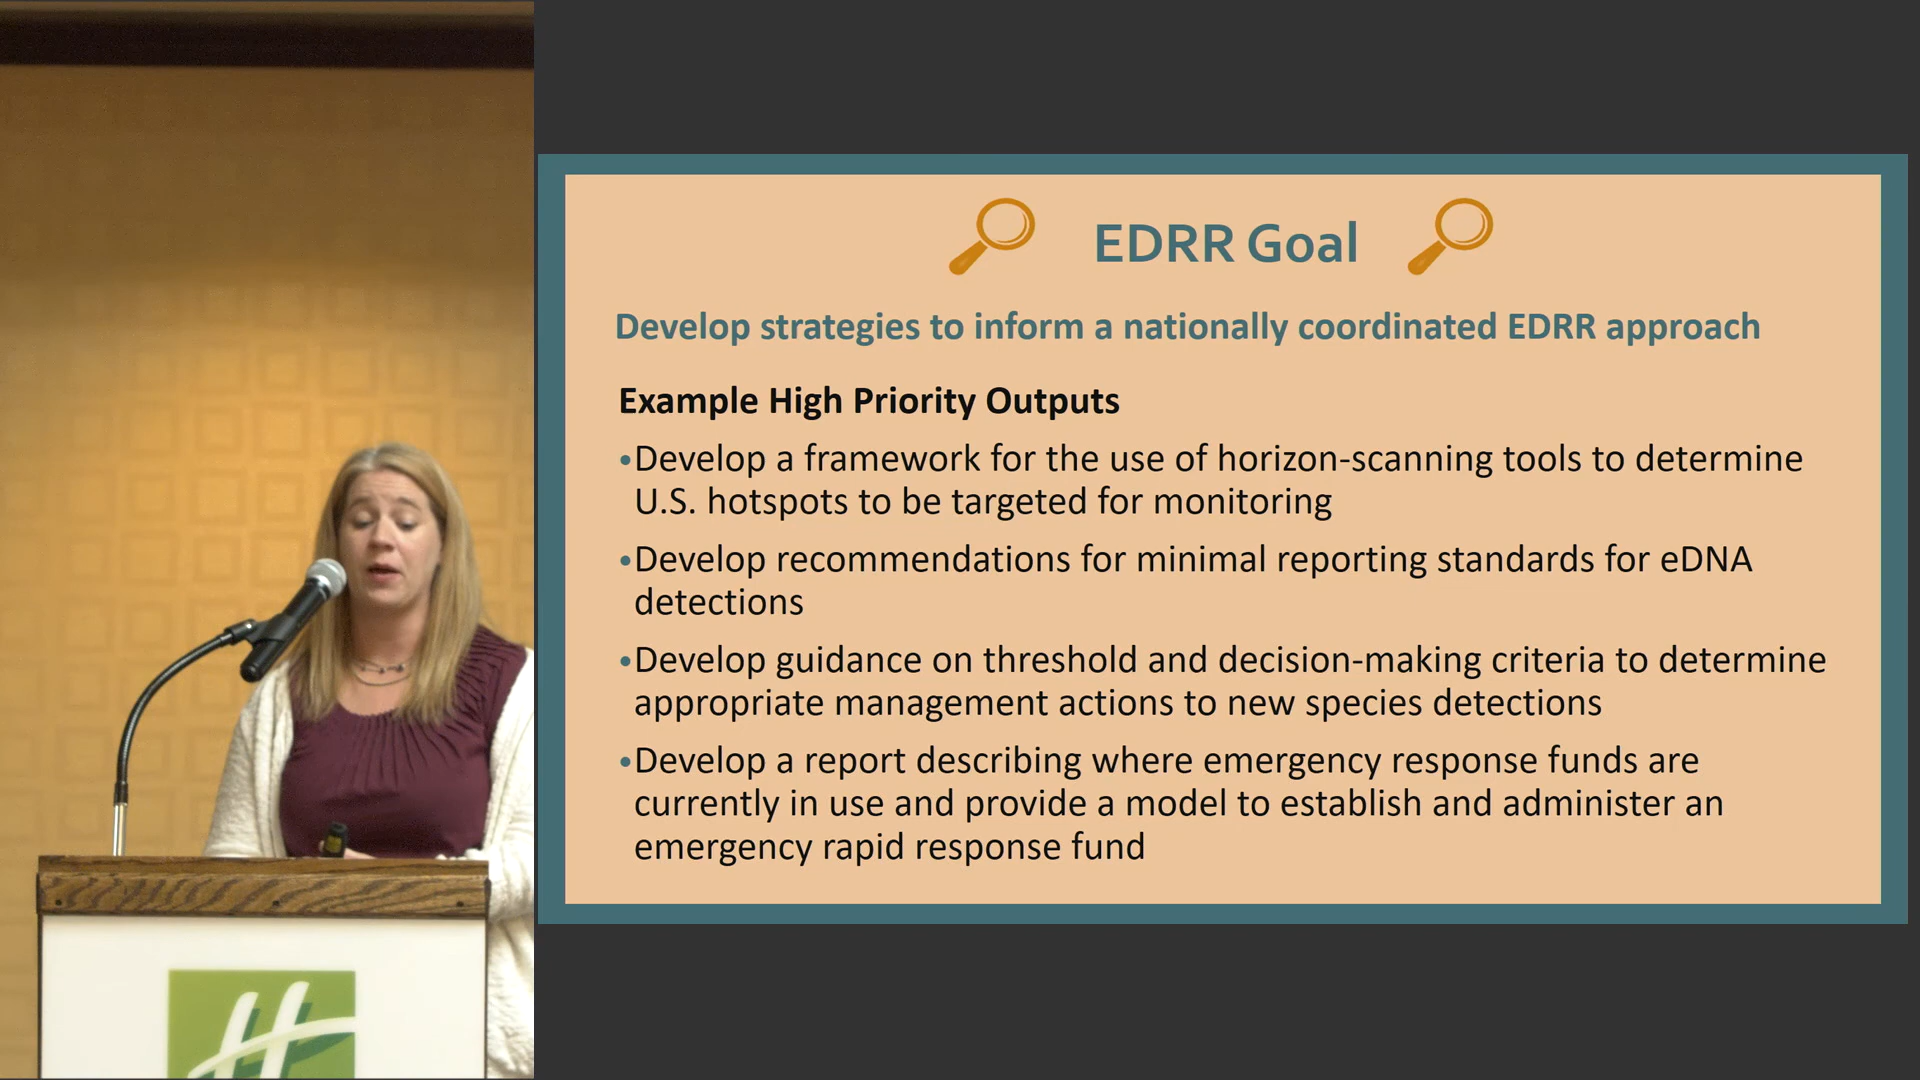 EDRR Goal
Develop strategies to inform a nationally coordinated EDRR approach
Example High Priority Outputs
•Develop a framework for the use of horizon-scanning tools to determine
U.S. hotspots to be targeted for monitoring
•Develop recommendations for minimal reporting standards for eDNA
detections
•Develop guidance on threshold and decision-making criteria to determine
appropriate management actions to new species detections
•Develop a report describing where emergency response funds are
currently in use and provide a model to establish and administer an
emergency rapid response fund
H